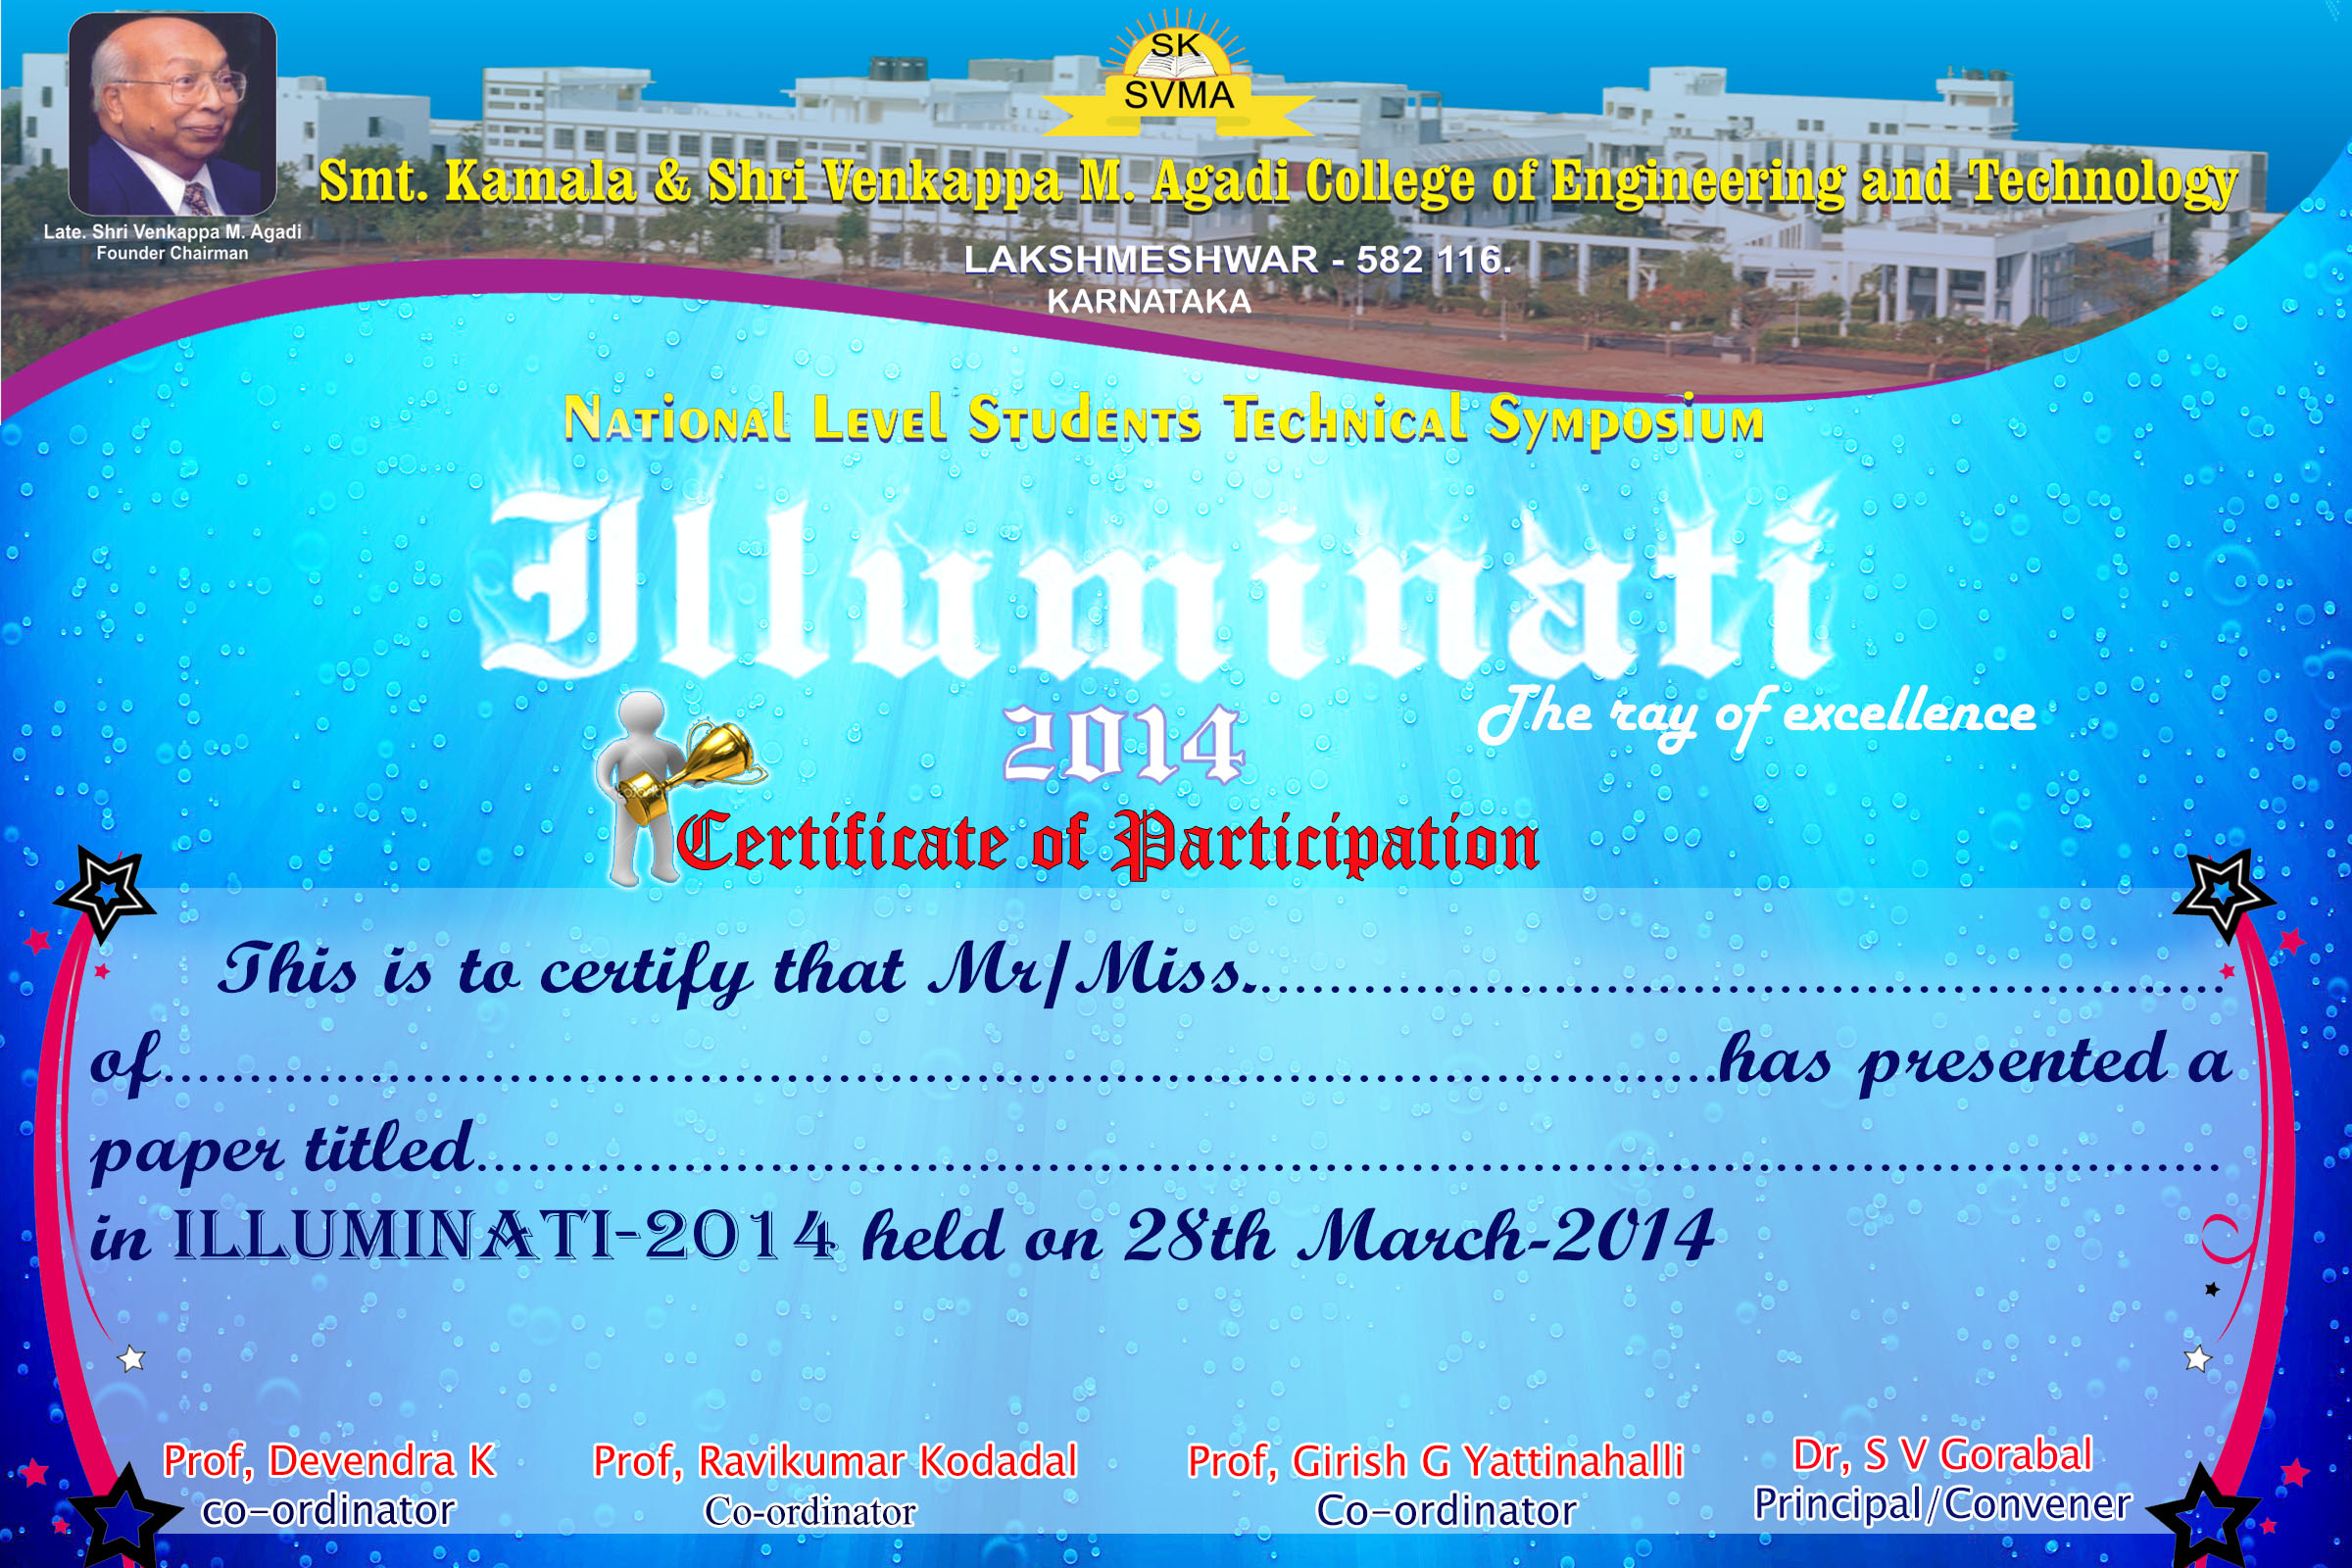 SK
SVMA
Smt. Kamala & Shri Venkappa M. Agadi College of Engineering and Technology
Late. Shri Venkappa M. Agadi
Founder Chairman
LAKSHMESHWAR - 582 116.
KARNATAKA
National Level Students Technical Symposium
Illuminati
2014
The ray of excellence
Certificate of Participation
This is to certify that Mr/Miss...............................................................
of.........................................................................................has presented a
paper titled....................................................................................................
in ILLUMINATI-2014 held on 28th March-2014
Prof, Devendra K
co-ordinator
Prof, Ravikumar Kodadal
Co-ordinator
Prof, Girish G Yattinahalli
Co-ordinator
Dr, S V Gorabal
Principal/Convener